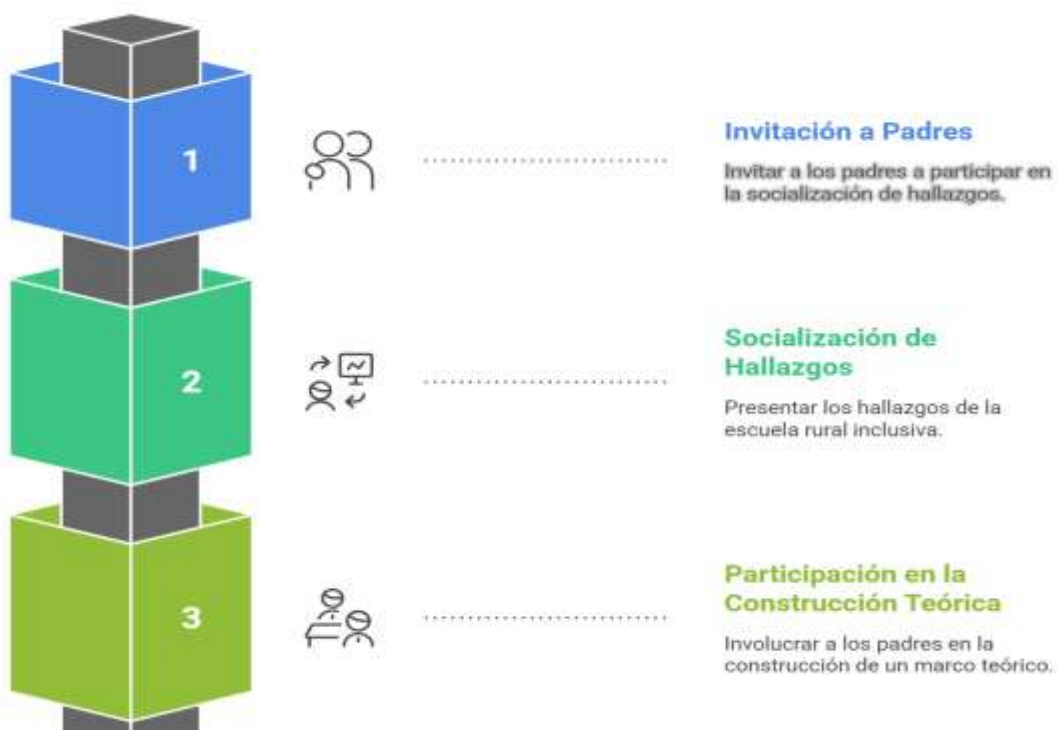 1
Invitación a Padres
Invitar a los padres a participar en
la socialización de hallazgos.
2
Socialización de
Hallazgos
Presentar los hallazgos de la
escuela rural inclusiva.
3
Participación en la
Construcción Teórica
Involucrar a los padres en la
construcción de un marco teórico.